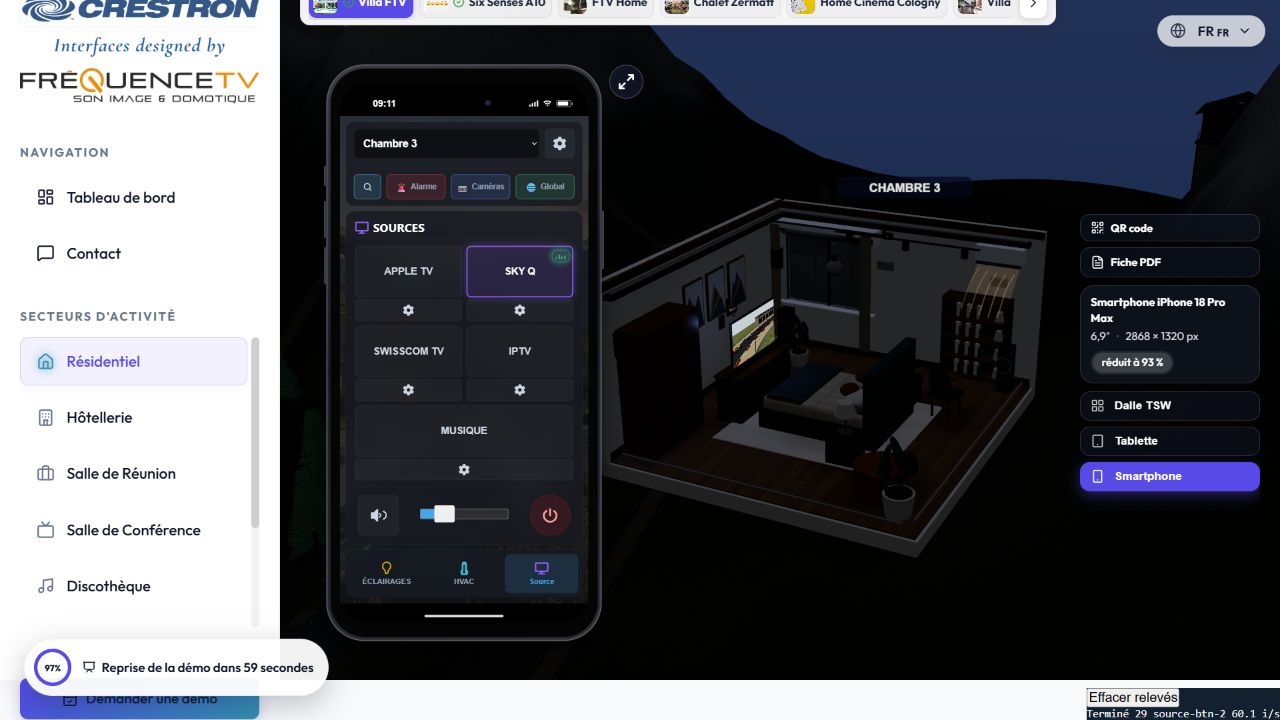 CRESTRON
Interfaces designed by
FRÉQUENCETV
SON IMAGE & DOMOTIQUE
NAVIGATION
Tableau de bord
Contact
SECTEURS D'ACTIVITÉ
Résidentiel
Hôtellerie
Salle de Réunion
Salle de Conférence
Discothèque
97%
Reprise de la démo dans 59 secondes
Demander une démo
Villa FTV
Six Senses A10
FTV Home
Chalet Zermatt
Home Cinema Cologny
Villa
FR FR
09:11
Chambre 3
Alarme
Caméras
Global
SOURCES
APPLE TV
SKY Q
SWISSCOM TV
IPTV
MUSIQUE
ÉCLAIRAGES
HVAC
Source
CHAMBRE 3
QR code
Fiche PDF
Smartphone iPhone 18 Pro
Max
6,9" · 2868 × 1320 px
réduit à 93 %
Dalle TSW
Tablette
Smartphone
Effacer relevés
Terminé 29 source-btn-2 60.1 i/s